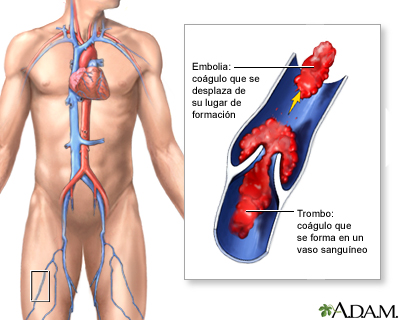 Embolia:
coágulo que se
desplaza de
su lugar de
formación
Trombo:
coágulo que
se forma en un
vaso sanguíneo
ADAM.